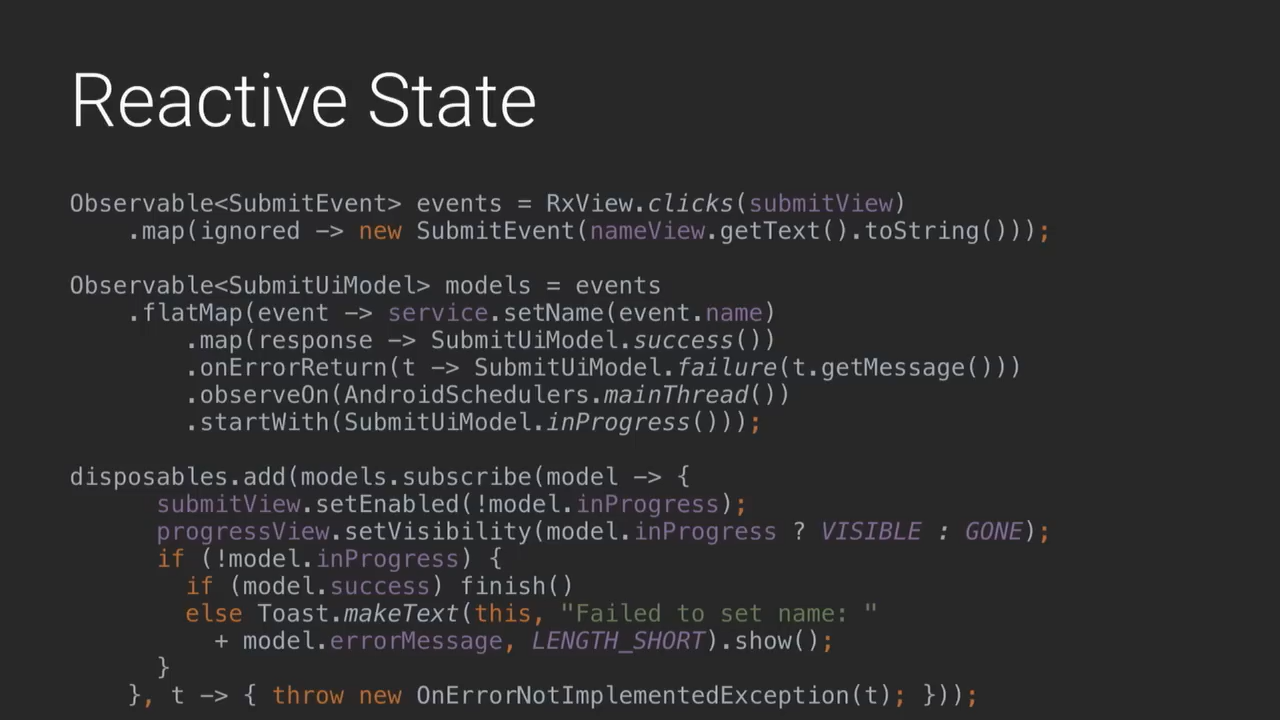 Reactive State
Observable<SubmitEvent> events = RxView.clicks(submitView)
.map(ignored -> new SubmitEvent(nameView.getText().toString()));
Observable<SubmitUiModel> models = events
.flatMap(event -> service.setName(event.name)
.map(response -> SubmitUiModel.success())
.onErrorReturn(t -> SubmitUiModel.failure(t.getMessage()))
.observeOn(AndroidSchedulers.mainThread())
.startWith(SubmitUiModel.inProgress()));
disposables.add(models.subscribe(model -> {
submitView.setEnabled(!model.inProgress);
progressView.setVisibility(model.inProgress ? VISIBLE : GONE);
if (!model.inProgress) {
if (model.success) finish()
else Toast.makeText(this, "Failed to set name: "
+ model.errorMessage, LENGTH_SHORT).show();
}
}, t -> { throw new OnErrorNotImplementedException(t); }));